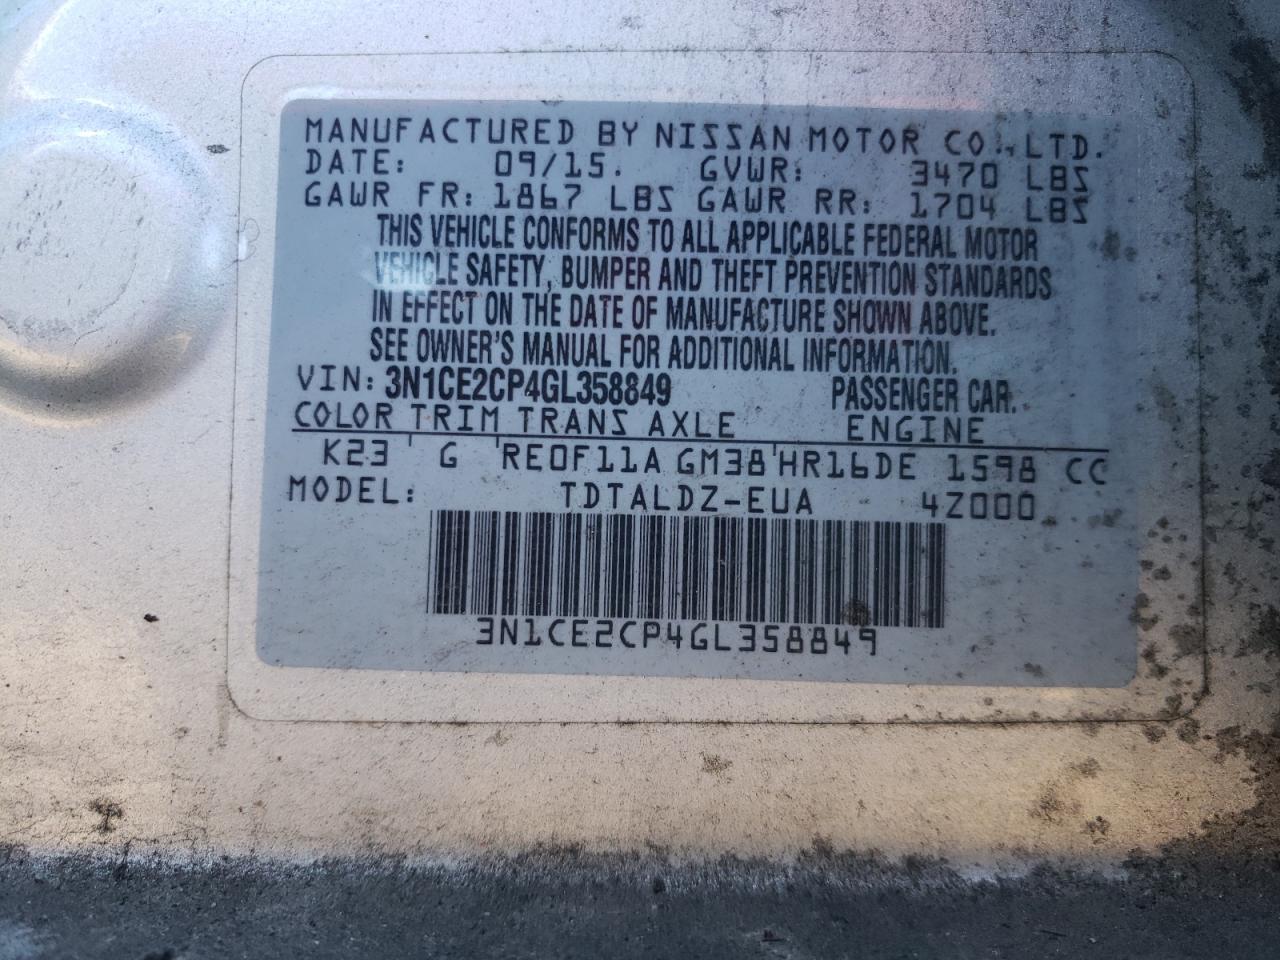 MANUFACTURED BY NISSAN MOTOR CO., LTD.
DATE: 09/15. GVWR: 3470 LBS
GAWR FR: 1867 LBS GAWR RR: 1704 LBS
THIS VEHICLE CONFORMS TO ALL APPLICABLE FEDERAL MOTOR
VEHICLE SAFETY, BUMPER AND THEFT PREVENTION STANDARDS
IN EFFECT ON THE DATE OF MANUFACTURE SHOWN ABOVE.
SEE OWNER'S MANUAL FOR ADDITIONAL INFORMATION.
VIN: 3N1CE2CP4GL358849 PASSENGER CAR.
COLOR TRIM TRANS AXLE ENGINE
K23 G RE0F11A GM38 HR16DE 1598 CC
MODEL: TDTALDZ-EUA 4Z000
3N1CE2CP4GL358849